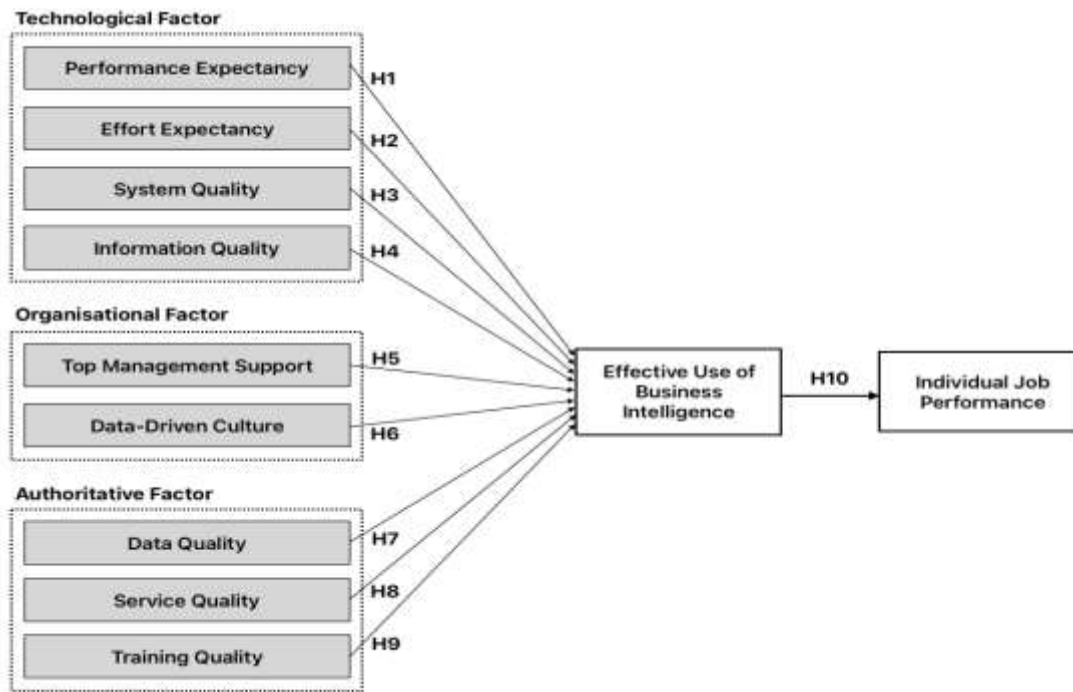 Technological Factor
Performance Expectancy
H1
Effort Expectancy
H2
System Quality
H3
Information Quality
H4
Organisational Factor
Top Management Support
H5
Data-Driven Culture
H6
Effective Use of
Business
Intelligence
H10
Individual Job
Performance
Authoritative Factor
Data Quality
H7
Service Quality
H8
Training Quality
H9